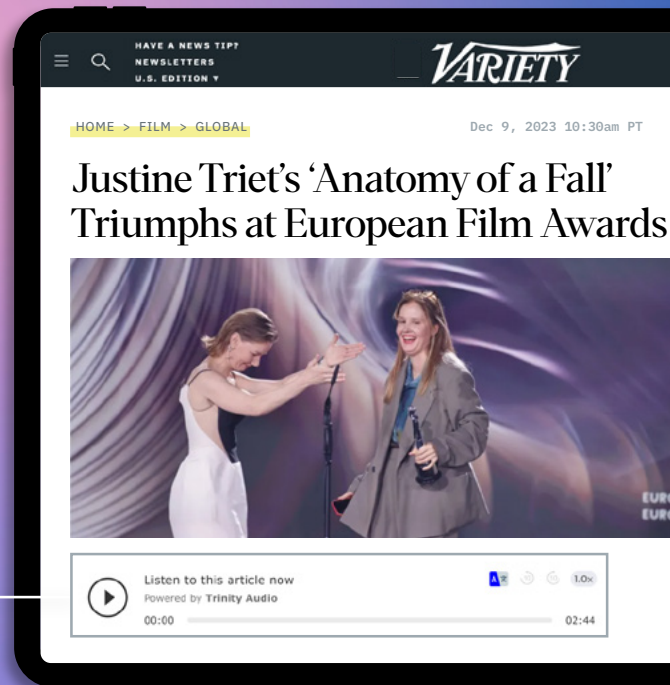 HAVE A NEWS TIP?
NEWSLETTERS
U.S. EDITION ▾
VARIETY
HOME > FILM > GLOBAL
Dec 9, 2023 10:30am PT
Justine Triet's ‘Anatomy of a Fall’
Triumphs at European Film Awards
EUR
EUR
Listen to this article now
1.0x
Powered by Trinity Audio
00:00
02:44